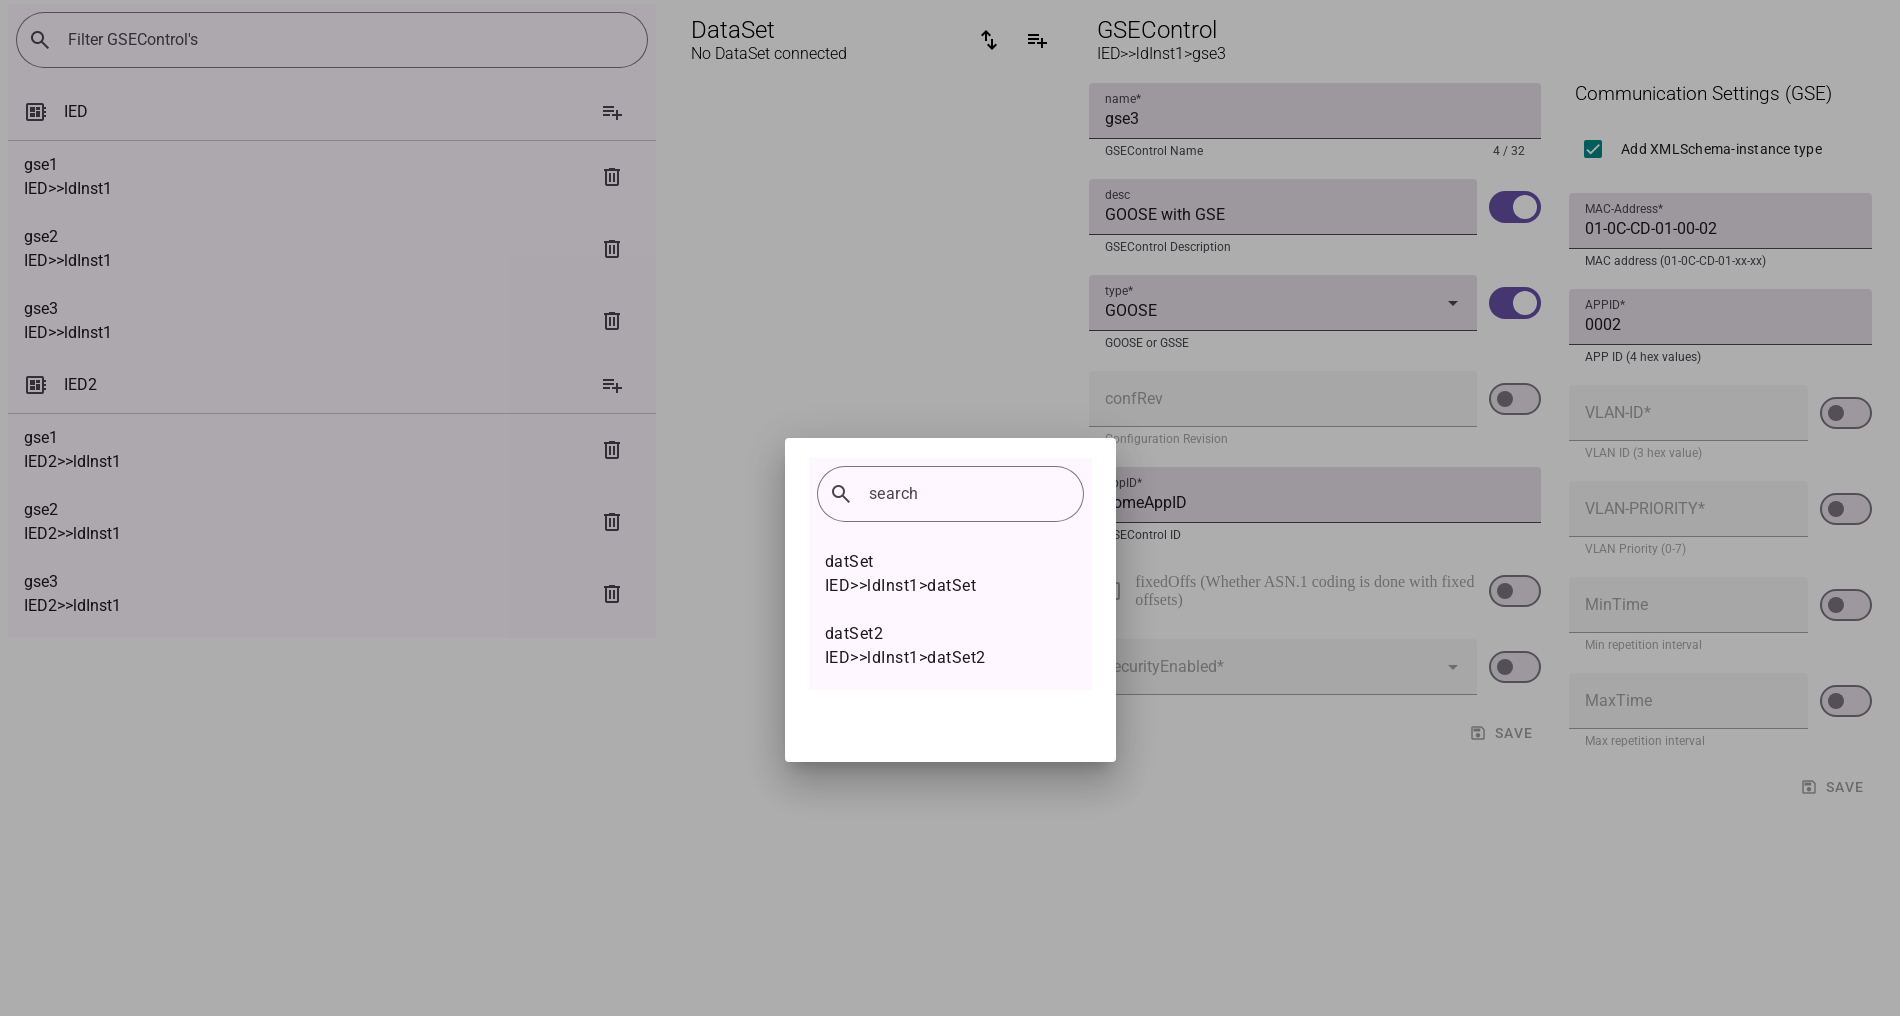 Filter GSEControl's
IED
gse1
IED>>ldInst1
gse2
IED>>ldInst1
gse3
IED>>ldInst1
IED2
gse1
IED2>>ldInst1
gse2
IED2>>ldInst1
gse3
IED2>>ldInst1
DataSet
No DataSet connected
search
datSet
IED>>ldInst1>datSet
datSet2
IED>>ldInst1>datSet2
GSEControl
IED>>ldInst1>gse3
name*
gse3
GSEControl Name 4 / 32
desc
GOOSE with GSE
GSEControl Description
type*
GOOSE
GOOSE or GSSE
confRev
Configuration Revision
ppID*
omeAppID
SEControl ID
fixedOffs (Whether ASN.1 coding is done with fixed
offsets)
ecurityEnabled*
SAVE
Communication Settings (GSE)
Add XMLSchema-instance type
MAC-Address*
01-0C-CD-01-00-02
MAC address (01-0C-CD-01-xx-xx)
APPID*
0002
APP ID (4 hex values)
VLAN-ID*
VLAN ID (3 hex value)
VLAN-PRIORITY*
VLAN Priority (0-7)
MinTime
Min repetition interval
MaxTime
Max repetition interval
SAVE